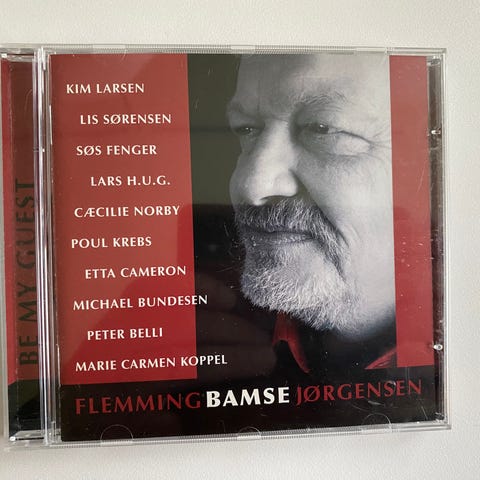 BE MY GUEST
KIM LARSEN
LIS SØRENSEN
SØS FENGER
LARS H.U.G.
CÆCILIE NORBY
POUL KREBS
ETTA CAMERON
MICHAEL BUNDESEN
PETER BELLI
MARIE CARMEN KOPPEL
FLEMMING BAMSE JØRGENSEN